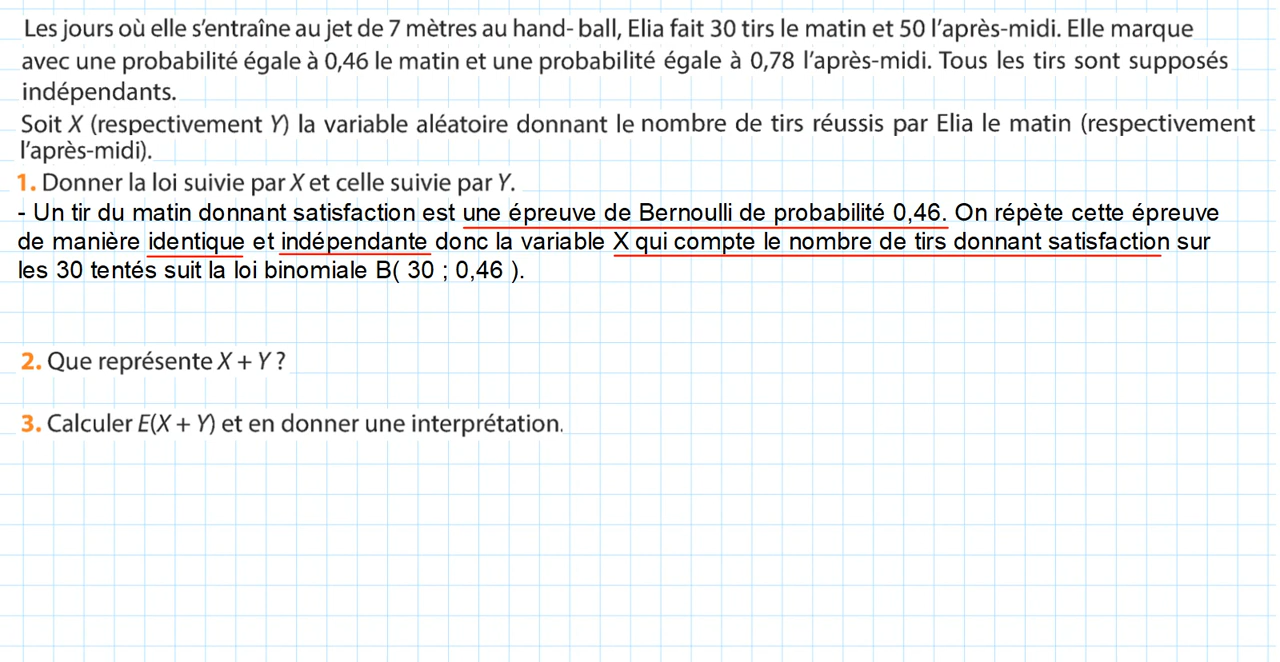 Les jours où elle s'entraîne au jet de 7 mètres au hand- ball, Elia fait 30 tirs le matin et 50 l'après-midi. Elle marque
avec une probabilité égale à 0,46 le matin et une probabilité égale à 0,78 l'après-midi. Tous les tirs sont supposés
indépendants.
Soit X (respectivement Y) la variable aléatoire donnant le nombre de tirs réussis par Elia le matin (respectivement
l'après-midi).
1. Donner la loi suivie par X et celle suivie par Y.
- Un tir du matin donnant satisfaction est une épreuve de Bernoulli de probabilité 0,46. On répète cette épreuve
de manière identique et indépendante donc la variable X qui compte le nombre de tirs donnant satisfaction sur
les 30 tentés suit la loi binomiale B( 30 ; 0,46 ).
2. Que représente X + Y ?
3. Calculer E(X + Y) et en donner une interprétation.